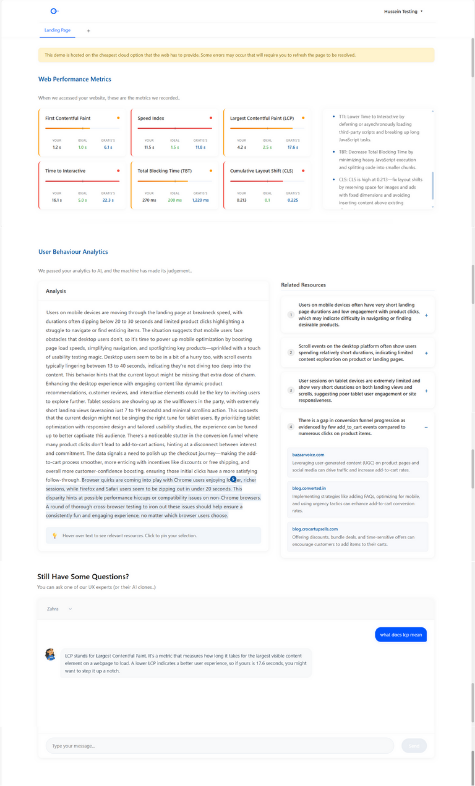 Hussain Testing
Landing Page
+
This demo is hosted on the cheapest cloud option that the web has to provide. Some errors may occur that will require you to refresh the page to be resolved.
Web Performance Metrics
When we accessed your website, these are the metrics we recorded.
First Contentful Paint
YOUR IDEAL
1.2 s 1.0 s 6.1 s
Speed Index
YOUR IDEAL
11.5 s 1.5 s
Largest Contentful Paint (LCP)
YOUR IDEAL
9.2 s 2.5 s 17.6 s
Time to Interactive
YOUR IDEAL
16.1 s 22.3 s
Total Blocking Time (TBT)
YOUR IDEAL
270 ms 200 ms 1,220 ms
Cumulative Layout Shift (CLS)
YOUR IDEAL
0.213 0.1 0.225
TTI: Lower Time to Interactive by
deferring or asynchronously loading
third-party scripts and breaking up long
JavaScript tasks.
TBT: Decrease Total Blocking Time by
minimizing heavy JavaScript execution
and splitting code into smaller chunks.
CLS: CLS is high at 0.213—fix layout shifts
by reserving space for images and ads
with fixed dimensions and avoiding
inserting content above existing
User Behaviour Analytics
We passed your analytics to AI, and the machine has made its judgement.
Analysis
Users on mobile devices are moving through the landing page at breakneck speed, with
durations often dipping below 20 to 30 seconds and limited product clicks highlighting a
struggle to navigate or find enticing items. The situation suggests that mobile users face
obstacles that desktop users don't, so it's time to power up mobile optimization by boosting
page load speeds, simplifying navigation, and spotlighting key products—sprinkled with a touch
of usability testing magic. Desktop users seem to be in a bit of a hurry too, with scroll events
typically lingering between 13 to 40 seconds, indicating they're not diving too deep into the
content. This behavior hints that the current layout might be missing that extra dose of charm.
Enhancing the desktop experience with engaging content like dynamic product
recommendations, customer reviews, and interactive elements could be the key to inviting users
to explore further. Tablet sessions are showing up as the wallflowers in the party, with extremely
short landing views (averaging just 7 to 19 seconds) and minimal scrolling action. This suggests
that the current design might not be singing the right tune for tablet users. By prioritizing tablet
optimization with responsive design and tailored usability studies, the experience can be tuned
up to better captivate this audience. There's a noticeable stutter in the conversion funnel where
many product clicks don't lead to add-to-cart actions, hinting at a disconnect between interest
and commitment. The data signals a need to polish up the checkout journey—making the add-
to-cart process smoother, more enticing with incentives like discounts or free shipping, and
overall more customer-confidence boosting, ensuring those initial clicks have a more satisfying
follow-through. Browser quirks are coming into play with Chrome users enjoying longer, richer
sessions, while Firefox and Safari users seem to be zipping out in under 20 seconds. This
disparity hints at possible performance hiccups or compatibility issues on non-Chrome browsers.
A round of thorough cross-browser testing to iron out these issues should help ensure a
consistently fun and engaging experience, no matter which browser users choose.
Hover over text to see relevant resources. Click to pin your selection.
Related Resources
1 Users on mobile devices often have very short landing
page durations and low engagement with product clicks,
which may indicate difficulty in navigating or finding
desirable products. +
2 Scroll events on the desktop platform often show users
spending relatively short durations, indicating limited
content exploration on product or landing pages. +
3 User sessions on tablet devices are extremely limited and
show very short durations on both landing views and
scrolls, suggesting poor tablet user engagement or site
responsiveness. +
4 There is a gap in conversion funnel progression as
evidenced by few add_to_cart events compared to
numerous clicks on product items. −
bazaarvoice.com
Leveraging user-generated content (UGC) on product pages and
social media can drive traffic and increase add to carts.
blog.converted.in
Implementing strategies like adding FAQs, optimizing for mobile,
and using urgency tactics can enhance add-to-cart conversion
rates.
blog.crocartupsells.com
Offering discounts, bundle deals, and time-sensitive offers can
encourage customers to add items to their carts.
Still Have Some Questions?
You can ask one of our UX experts (or their AI clones..)
Zahra
what does lcp mean
LCP stands for Largest Contentful Paint. It's a metric that measures how long it takes for the largest visible content
element on a webpage to load. A lower LCP indicates a better user experience, so if yours is 17.6 seconds, you might
want to step it up a notch.
Type your message...
Send